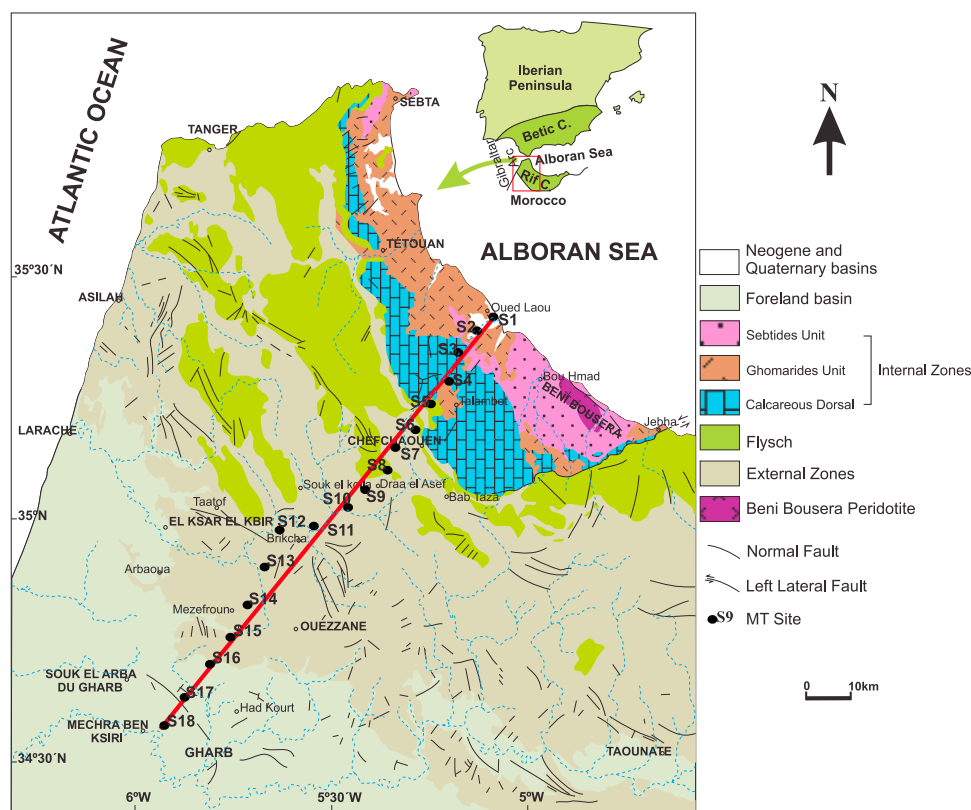 ATLANTIC OCEAN
ALBORAN SEA
SEBTA
TANGER
TÉTOUAN
35º30´N
ASILAH
Oued Laou
S1
S2
S3
S4
Bou Hmad
BENI BOUSERA
S5
Talambot
Jebha
LARACHE
S6
CHEFCHAOUEN
S7
S8
Souk el kolla
Draa el Asef
S9
Bab Taza
Taatof
S10
35ºN
EL KSAR EL KBIR
S12
S11
Brikcha
Arbaoua
S13
S14
Mezefroun
OUEZZANE
S15
S16
SOUK EL ARBA
DU GHARB
S17
Had Kourt
MECHRA BEN
KSIRI
S18
GHARB
TAOUNATE
34º30´N
6ºW
5º30´W
5ºW
Iberian
Peninsula
Betic C.
Gibraltar
Arc
Alboran Sea
Rif C.
Morocco
N
Neogene and
Quaternary basins
Foreland basin
Sebtides Unit
Ghomarides Unit
Internal Zones
Calcareous Dorsal
Flysch
External Zones
Beni Bousera Peridotite
Normal Fault
Left Lateral Fault
S9 MT Site
0 10km